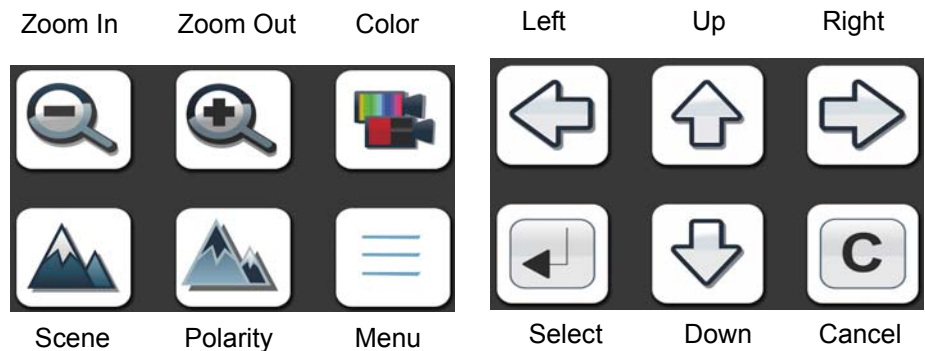 Zoom In Zoom Out Color
Left Up Right
C
Scene Polarity Menu
Select Down Cancel